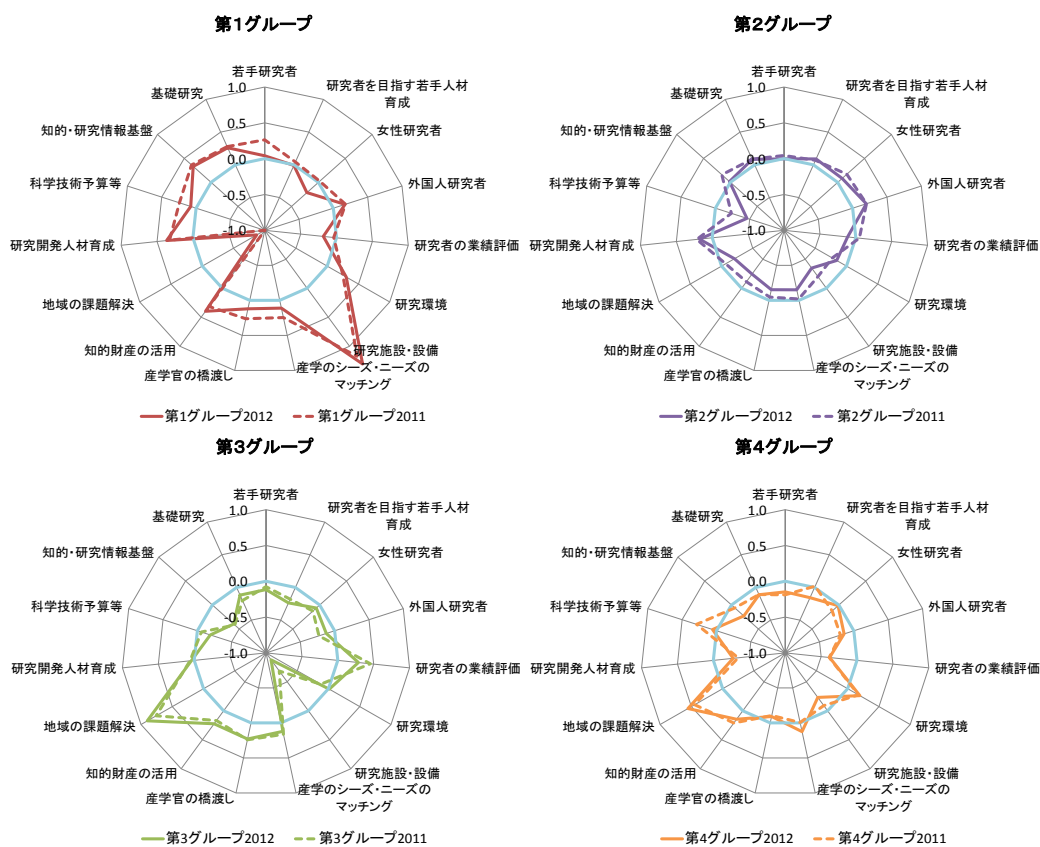 第1グループ
若手研究者
研究者を目指す若手人材
育成
女性研究者
外国人研究者
研究者の業績評価
研究環境
研究施設・設備
産学のシーズ・ニーズの
マッチング
産学官の橋渡し
知的財産の活用
地域の課題解決
研究開発人材育成
科学技術予算等
知的・研究情報基盤
基礎研究
1.0
0.5
0.0
-0.5
-1.0
第1グループ2012
第1グループ2011
第2グループ
若手研究者
研究者を目指す若手人材
育成
女性研究者
外国人研究者
研究者の業績評価
研究環境
研究施設・設備
産学のシーズ・ニーズの
マッチング
産学官の橋渡し
知的財産の活用
地域の課題解決
研究開発人材育成
科学技術予算等
知的・研究情報基盤
基礎研究
1.0
0.5
0.0
-0.5
-1.0
第2グループ2012
第2グループ2011
第3グループ
若手研究者
研究者を目指す若手人材
育成
女性研究者
外国人研究者
研究者の業績評価
研究環境
研究施設・設備
産学のシーズ・ニーズの
マッチング
産学官の橋渡し
知的財産の活用
地域の課題解決
研究開発人材育成
科学技術予算等
知的・研究情報基盤
基礎研究
1.0
0.5
0.0
-0.5
-1.0
第3グループ2012
第3グループ2011
第4グループ
若手研究者
研究者を目指す若手人材
育成
女性研究者
外国人研究者
研究者の業績評価
研究環境
研究施設・設備
産学のシーズ・ニーズの
マッチング
産学官の橋渡し
知的財産の活用
地域の課題解決
研究開発人材育成
科学技術予算等
知的・研究情報基盤
基礎研究
1.0
0.5
0.0
-0.5
-1.0
第4グループ2012
第4グループ2011